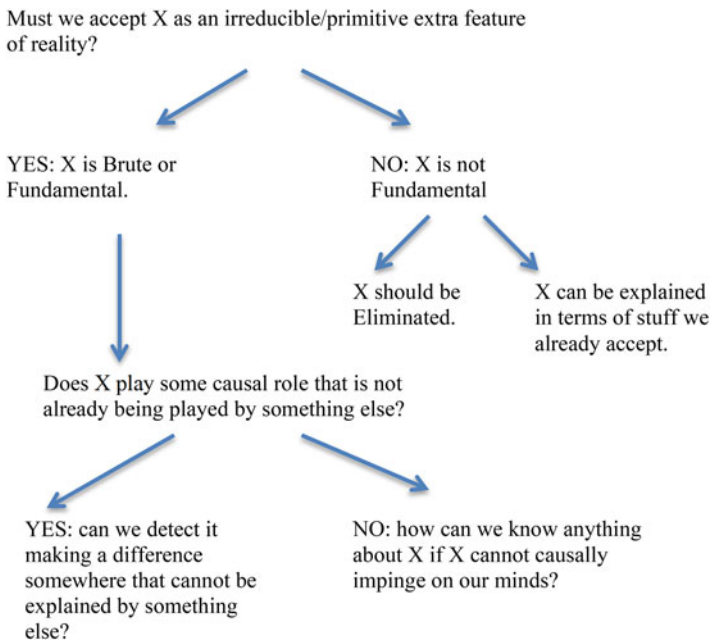 Must we accept X as an irreducible/primitive extra feature
of reality?
YES: X is Brute or
Fundamental.
NO: X is not
Fundamental
X should be
Eliminated.
X can be explained
in terms of stuff we
already accept.
Does X play some causal role that is not
already being played by something else?
YES: can we detect it
making a difference
somewhere that cannot be
explained by something
else?
NO: how can we know anything
about X if X cannot causally
impinge on our minds?